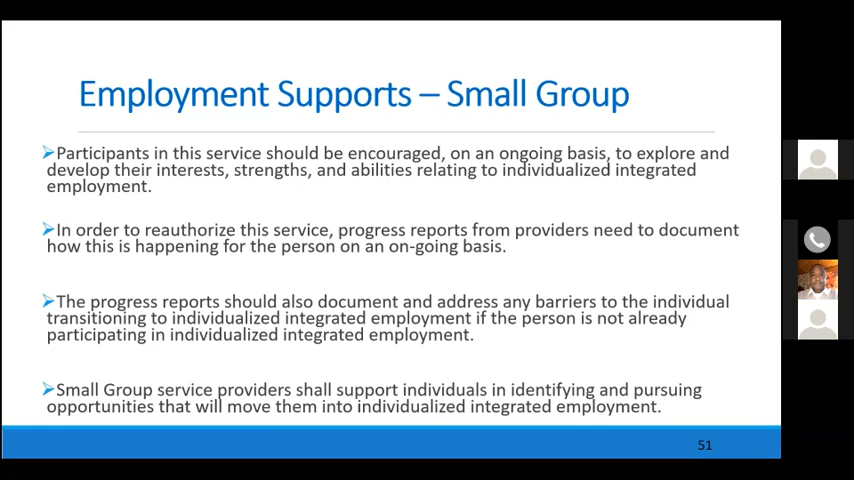 Employment Supports – Small Group
➢Participants in this service should be encouraged, on an ongoing basis, to explore and
develop their interests, strengths, and abilities relating to individualized integrated
employment.
➢In order to reauthorize this service, progress reports from providers need to document
how this is happening for the person on an on-going basis.
➢The progress reports should also document and address any barriers to the individual
transitioning to individualized integrated employment if the person is not already
participating in individualized integrated employment.
➢Small Group service providers shall support individuals in identifying and pursuing
opportunities that will move them into individualized integrated employment.
51